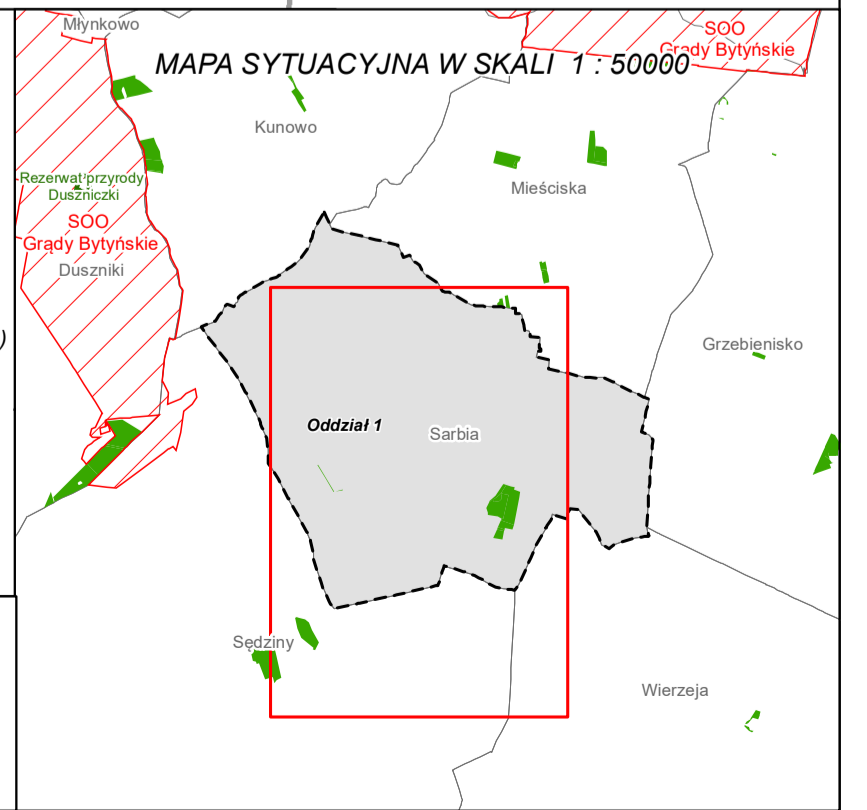 Młynkowo
SOO
Grądy Bytyńskie
MAPA SYTUACYJNA W SKALI 1 : 50000
Kunowo
Rezerwat przyrody
Duszniczki
Mieściska
SOO
Grądy Bytyńskie
Duszniki
)
Grzebienisko
Oddział 1
Sarbia
Sędziny
Wierzeja